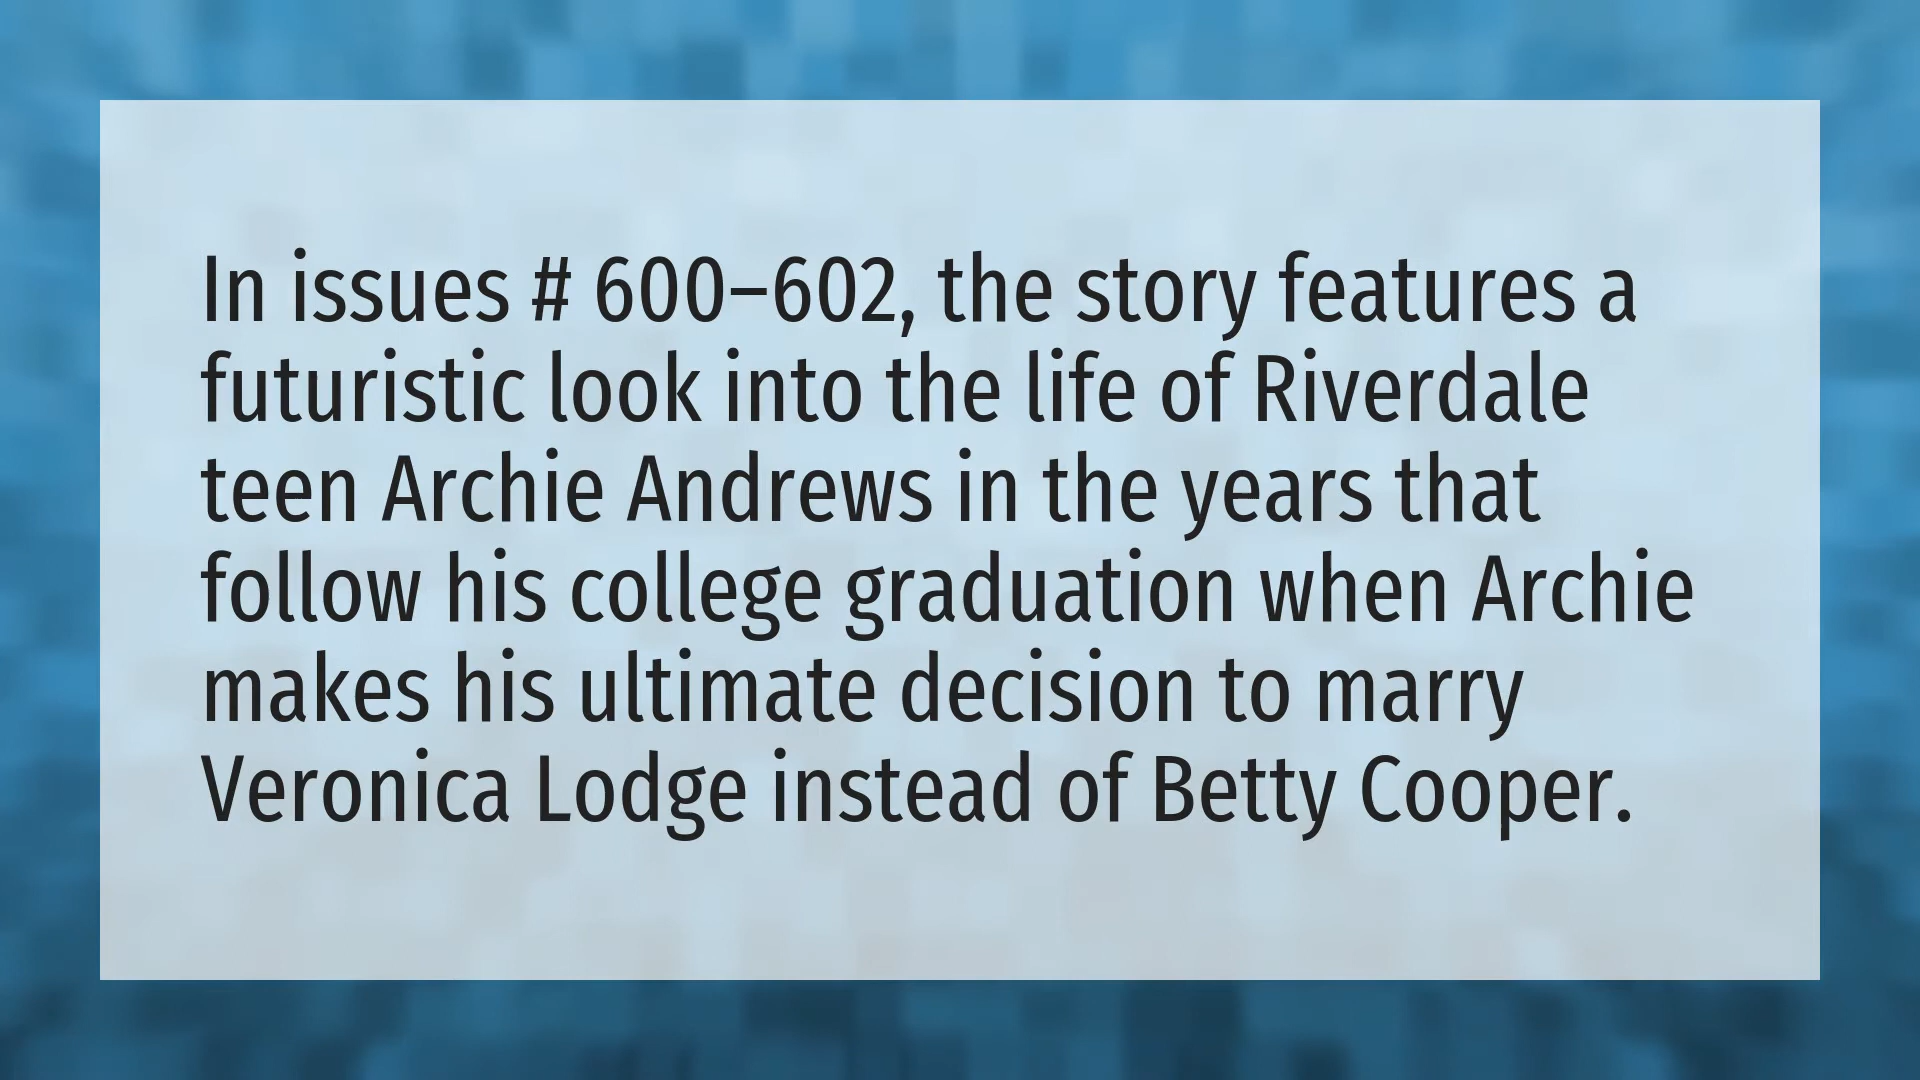 In issues # 600–602, the story features a
futuristic look into the life of Riverdale
teen Archie Andrews in the years that
follow his college graduation when Archie
makes his ultimate decision to marry
Veronica Lodge instead of Betty Cooper.